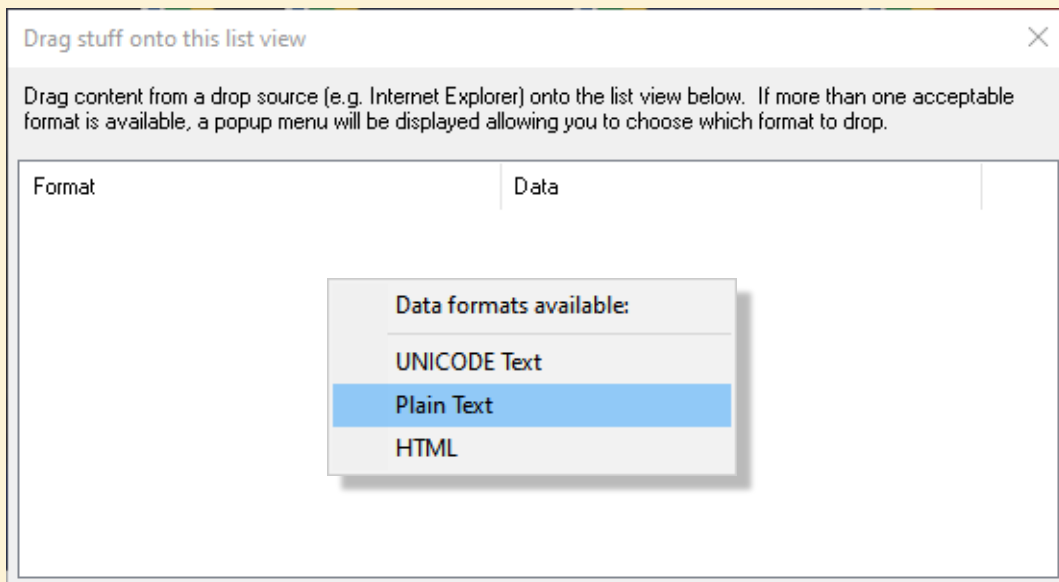 Drag stuff onto this list view
Drag content from a drop source (e.g. Internet Explorer) onto the list view below.  If more than one acceptable
format is available, a popup menu will be displayed allowing you to choose which format to drop.
Format Data
Data formats available:
UNICODE Text
Plain Text
HTML